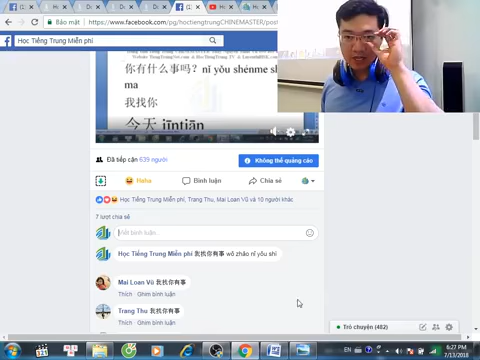 Bảo mật
https://www.facebook.com/pg/hoctiengtrungCHINEMASTER/post
Học Tiếng Trung Miễn phí
你有什么事吗? nǐ yǒu shénme shì
ma
我找你
今天 jīntiān
Đã tiếp cận 639 người
Không thể quảng cáo
Haha
Bình luận
Chia sẻ
Học Tiếng Trung Miễn phí, Trang Thu, Mai Loan Vũ và 10 người khác
7 lượt chia sẻ
Viết bình luận...
Học Tiếng Trung Miễn phí 我找你有事 wǒ zhǎo nǐ yǒu shì
Mai Loan Vũ 我找你有事
Thích · Ghim bình luận
Trang Thu 我找你有事
Thích · Ghim bình luận
Trò chuyện (482)
EN
6:27 PM
7/13/2018